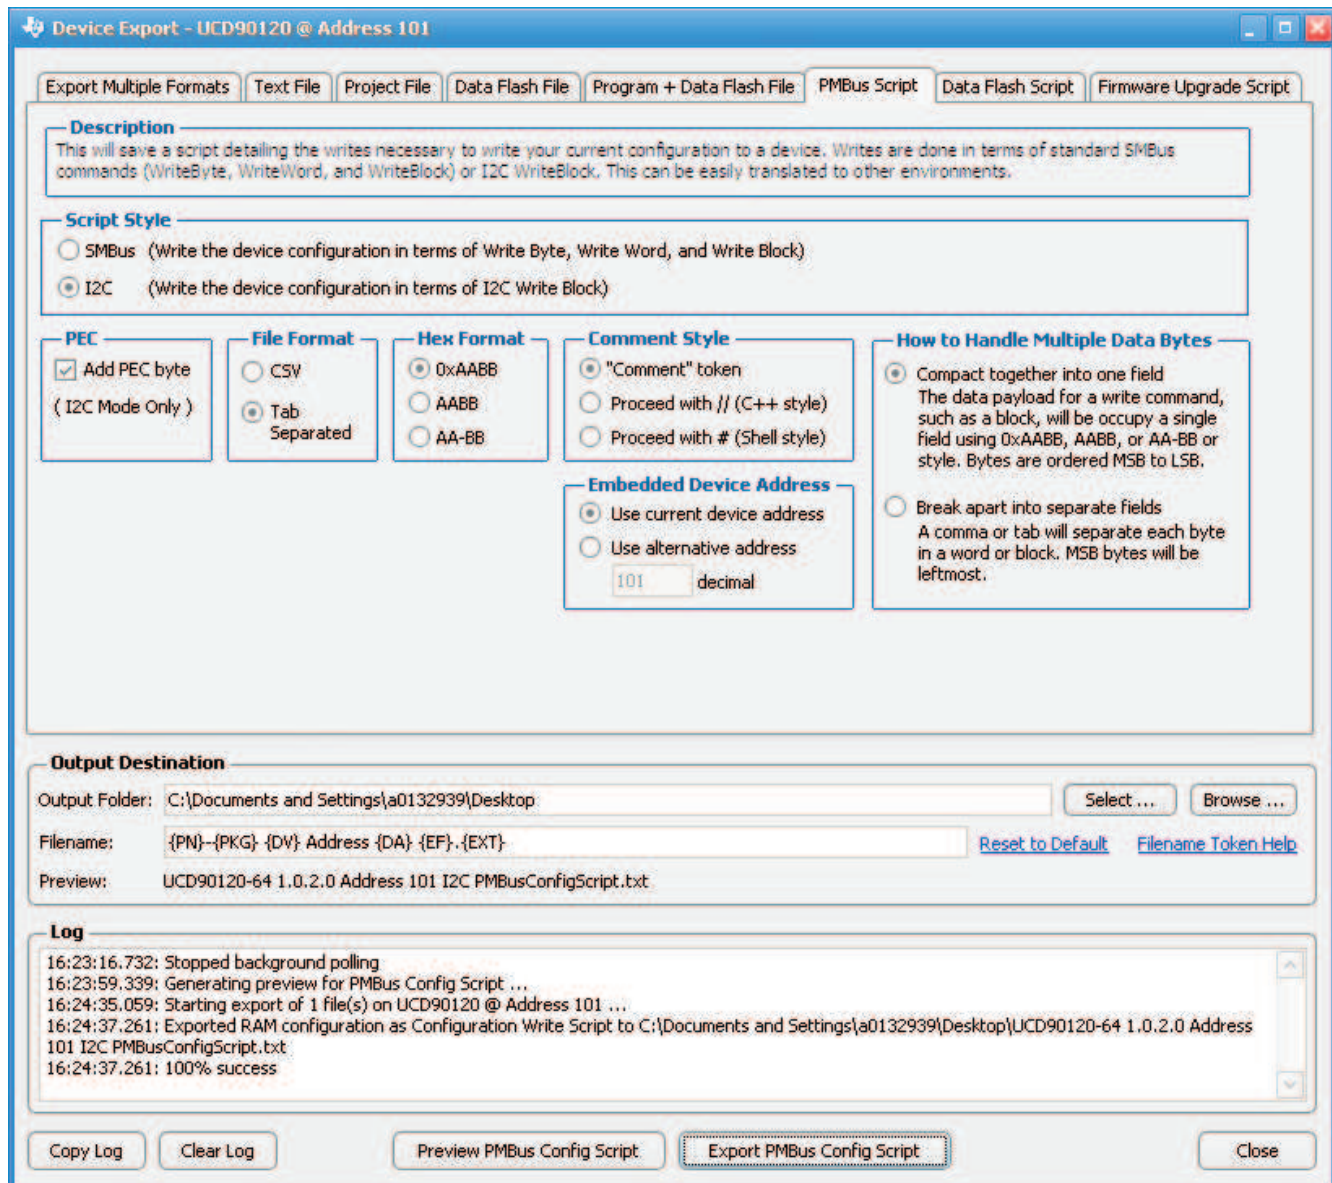 Device Export - UCD90120 @ Address 101
Export Multiple Formats
Text File
Project File
Data Flash File
Program + Data Flash File
PMBus Script
Data Flash Script
Firmware Upgrade Script
Description
This will save a script detailing the writes necessary to write your current configuration to a device. Writes are done in terms of standard SMBus
commands (WriteByte, WriteWord, and WriteBlock) or I2C WriteBlock. This can be easily translated to other environments.
Script Style
SMBus (Write the device configuration in terms of Write Byte, Write Word, and Write Block)
I2C (Write the device configuration in terms of I2C Write Block)
PEC
Add PEC byte
( I2C Mode Only )
File Format
CSV
Tab
Separated
Hex Format
0xAABB
AABB
AA-BB
Comment Style
"Comment" token
Proceed with // (C++ style)
Proceed with # (Shell style)
Embedded Device Address
Use current device address
Use alternative address
101 decimal
How to Handle Multiple Data Bytes
Compact together into one field
The data payload for a write command,
such as a block, will be occupy a single
field using 0xAABB, AABB, or AA-BB or
style. Bytes are ordered MSB to LSB.
Break apart into separate fields
A comma or tab will separate each byte
in a word or block. MSB bytes will be
leftmost.
Output Destination
Output Folder: C:\Documents and Settings\a0132939\Desktop
Select ...
Browse ...
Filename: {PN}-{PKG} {DV} Address {DA} {EF}.{EXT}
Reset to Default
Filename Token Help
Preview: UCD90120-64 1.0.2.0 Address 101 I2C PMBusConfigScript.txt
Log
16:23:16.732: Stopped background polling
16:23:59.339: Generating preview for PMBus Config Script ...
16:24:35.059: Starting export of 1 file(s) on UCD90120 @ Address 101 ...
16:24:37.261: Exported RAM configuration as Configuration Write Script to C:\Documents and Settings\a0132939\Desktop\UCD90120-64 1.0.2.0 Address
101 I2C PMBusConfigScript.txt
16:24:37.261: 100% success
Copy Log
Clear Log
Preview PMBus Config Script
Export PMBus Config Script
Close